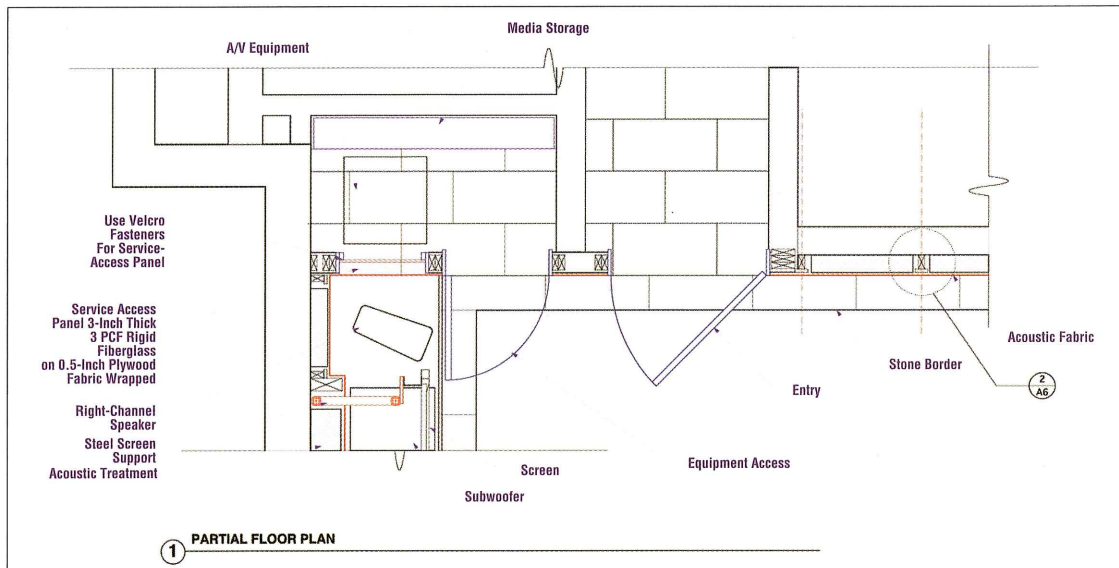 Media Storage
A/V Equipment
Use Velcro
Fasteners
For Service-
Access Panel
Service Access
Panel 3-Inch Thick
3 PCF Rigid
Fiberglass
on 0.5-Inch Plywood
Fabric Wrapped
Right-Channel
Speaker
Steel Screen
Support
Acoustic Treatment
Screen
Subwoofer
Equipment Access
Entry
Stone Border
Acoustic Fabric
2
A6
1 PARTIAL FLOOR PLAN